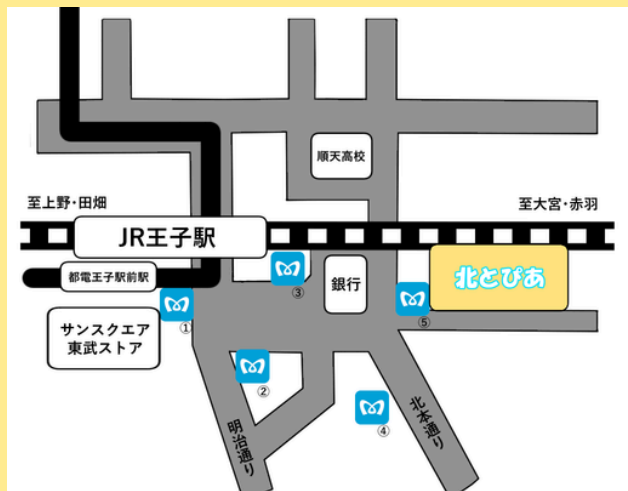 順天高校
至上野・田畑
至大宮・赤羽
JR王子駅
都電王子駅前駅
③
銀行
北とぴあ
①
⑤
サンスクエア
東武ストア
②
④
明治通り
北本通り